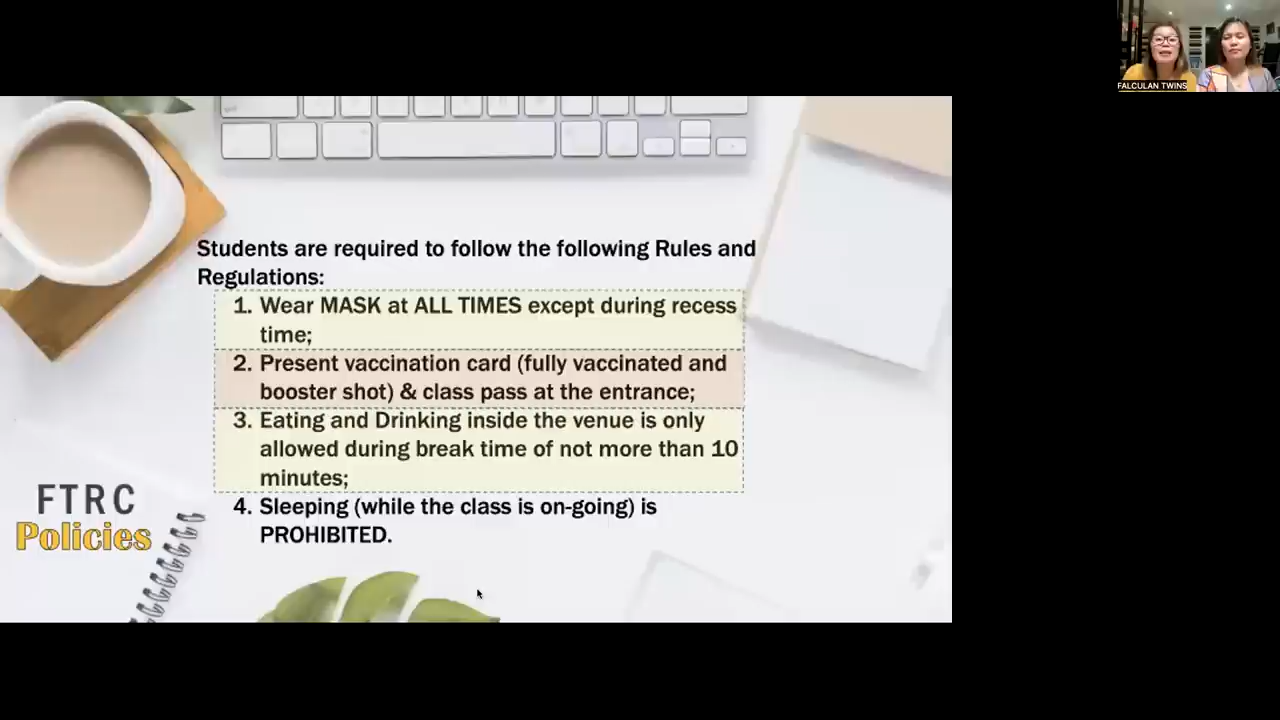 FALCULAN TWINS
Students are required to follow the following Rules and
Regulations:
1. Wear MASK at ALL TIMES except during recess
time;
2. Present vaccination card (fully vaccinated and
booster shot) & class pass at the entrance;
3. Eating and Drinking inside the venue is only
allowed during break time of not more than 10
minutes;
4. Sleeping (while the class is on-going) is
PROHIBITED.
FTRC
Policies